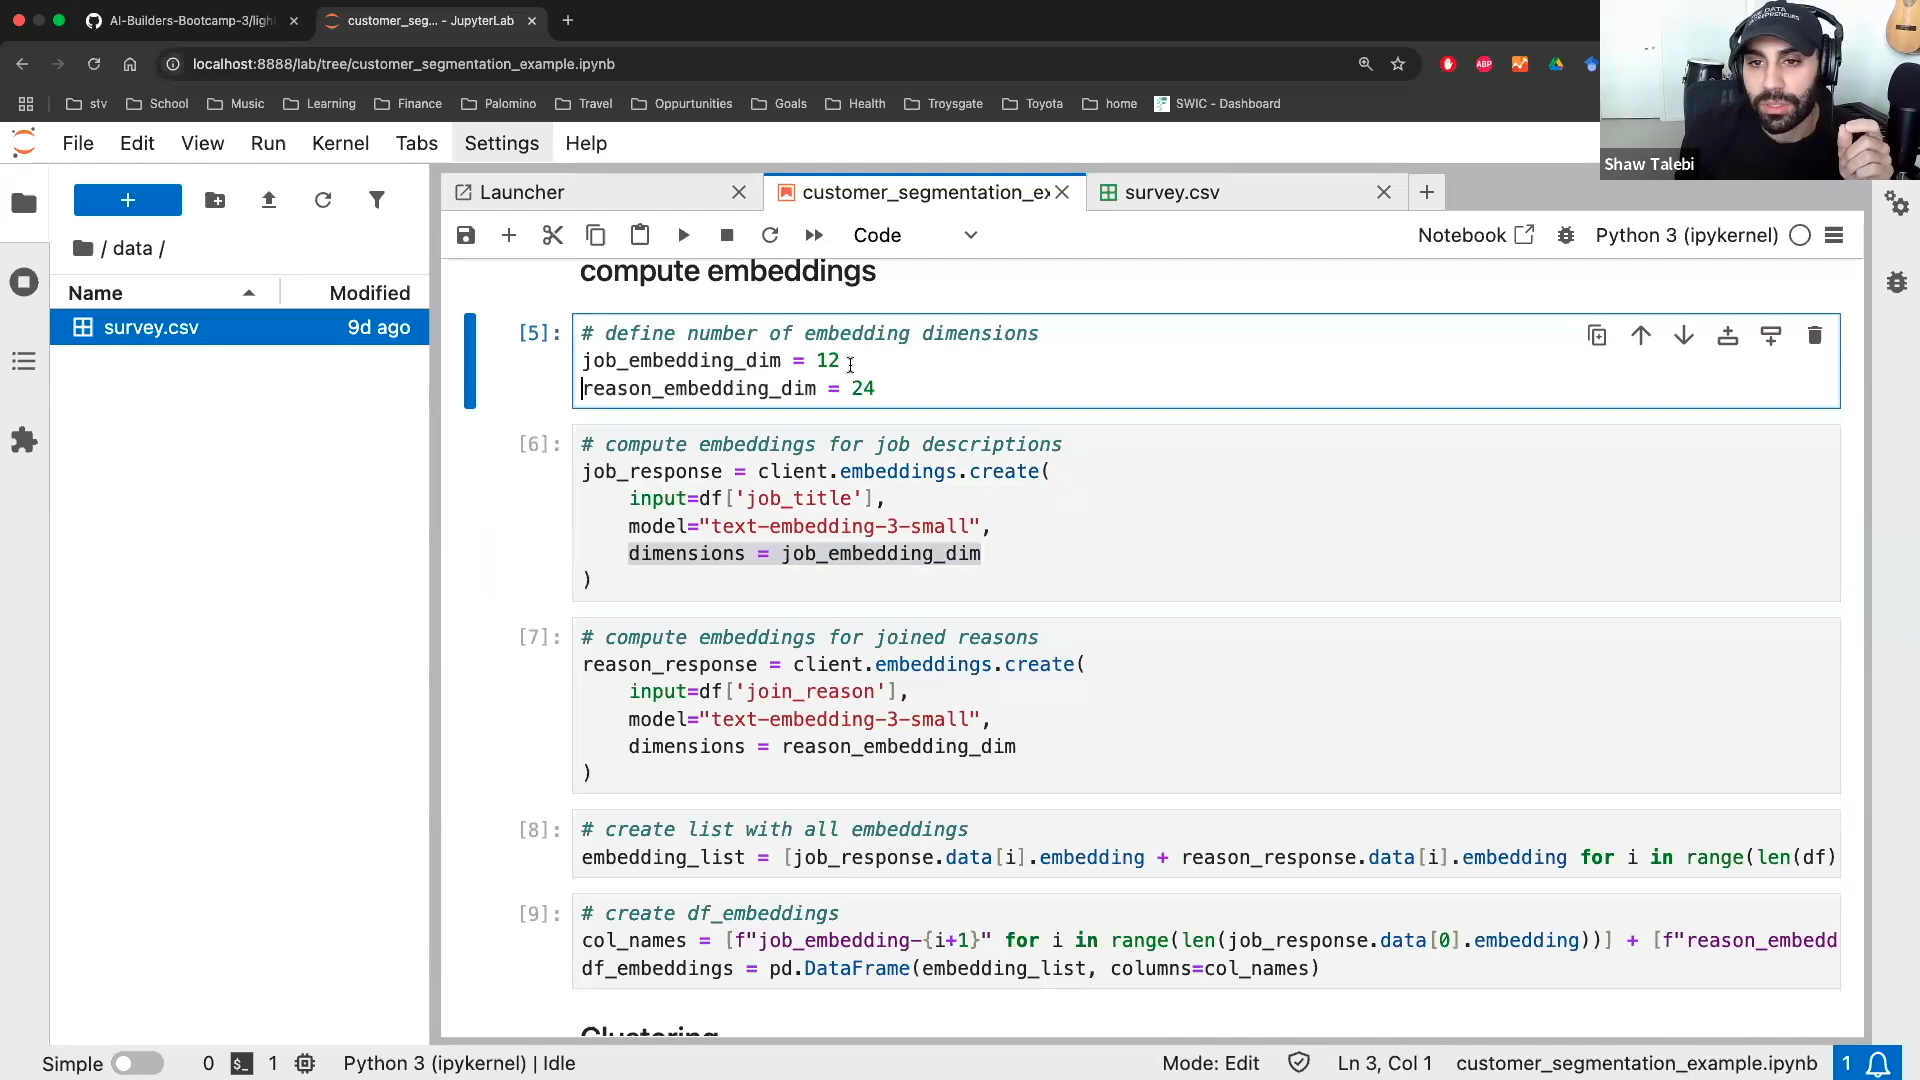 AI-Builders-Bootcamp-3/ligh
customer_seg... - JupyterLab
localhost:8888/lab/tree/customer_segmentation_example.ipynb
ABP
stv
School
Music
Learning
Finance
Palomino
Travel
Oppurtunities
Goals
Health
Troysgate
Toyota
home
SWIC - Dashboard
DATA
ENTREPRENEURS
Shaw Talebi
File
Edit
View
Run
Kernel
Tabs
Settings
Help
/ data /
Name
Modified
survey.csv
9d ago
Launcher
customer_segmentation_ex
survey.csv
Code
Notebook
Python 3 (ipykernel)
compute embeddings
[5]:
# define number of embedding dimensions
job_embedding_dim = 12
reason_embedding_dim = 24
[6]:
# compute embeddings for job descriptions
job_response = client.embeddings.create(
input=df['job_title'],
model="text-embedding-3-small",
dimensions = job_embedding_dim
)
[7]:
# compute embeddings for joined reasons
reason_response = client.embeddings.create(
input=df['join_reason'],
model="text-embedding-3-small",
dimensions = reason_embedding_dim
)
[8]:
# create list with all embeddings
embedding_list = [job_response.data[i].embedding + reason_response.data[i].embedding for i in range(len(df)
[9]:
# create df_embeddings
col_names = [f"job_embedding-{i+1}" for i in range(len(job_response.data[0].embedding))] + [f"reason_embedd
df_embeddings = pd.DataFrame(embedding_list, columns=col_names)
Clustering
Simple
0
1
Python 3 (ipykernel) | Idle
Mode: Edit
Ln 3, Col 1
customer_segmentation_example.ipynb
1